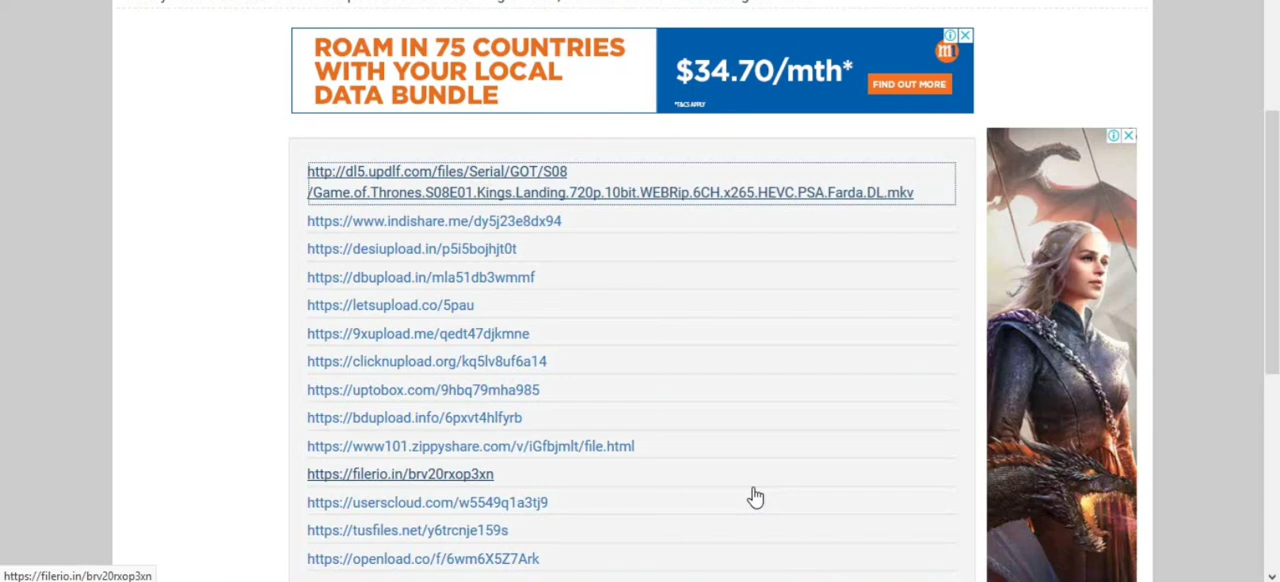 ROAM IN 75 COUNTRIES
WITH YOUR LOCAL
DATA BUNDLE
$34.70/mth*
FIND OUT MORE
*T&CS APPLY
http://dl5.updlf.com/files/Serial/GOT/S08
/Game.of.Thrones.S08E01.Kings.Landing.720p.10bit.WEBRip.6CH.x265.HEVC.PSA.Farda.DL.mkv
https://www.indishare.me/dy5j23e8dx94
https://desiupload.in/p5i5bojhjt0t
https://dbupload.in/mla51db3wmmf
https://letsupload.co/5pau
https://9xupload.me/qedt47djkmne
https://clicknupload.org/kq5lv8uf6a14
https://uptobox.com/9hbq79mha985
https://bdupload.info/6pxvt4hlfyrb
https://www101.zippyshare.com/v/iGfbjmlt/file.html
https://filerio.in/brv20rxop3xn
https://userscloud.com/w5549q1a3tj9
https://tusfiles.net/y6trcnje159s
https://openload.co/f/6wm6X5Z7Ark
https://filerio.in/brv20rxop3xn